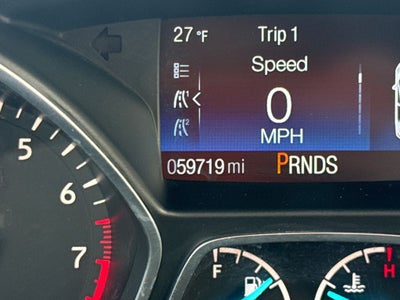 27 °F Trip 1
Speed
0
MPH
059719 mi PRNDS
5
6
7
F H